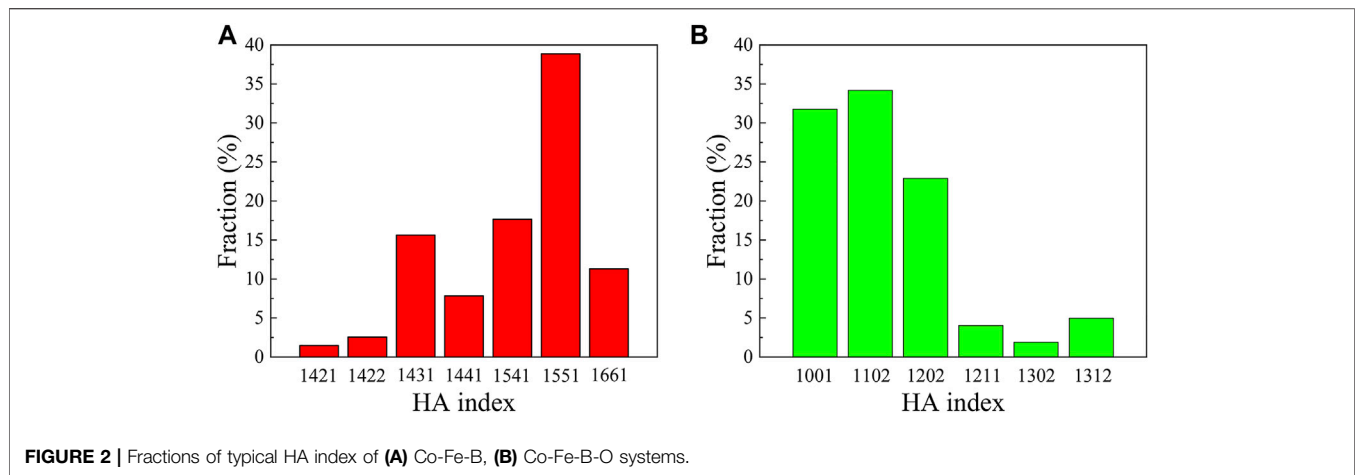 A
Fraction (%)
40
35
30
25
20
15
10
5
0
1421 1422 1431 1441 1541 1551 1661
HA index
B
Fraction (%)
40
35
30
25
20
15
10
5
0
1001 1102 1202 1211 1302 1312
HA index
FIGURE 2 | Fractions of typical HA index of (A) Co-Fe-B, (B) Co-Fe-B-O systems.